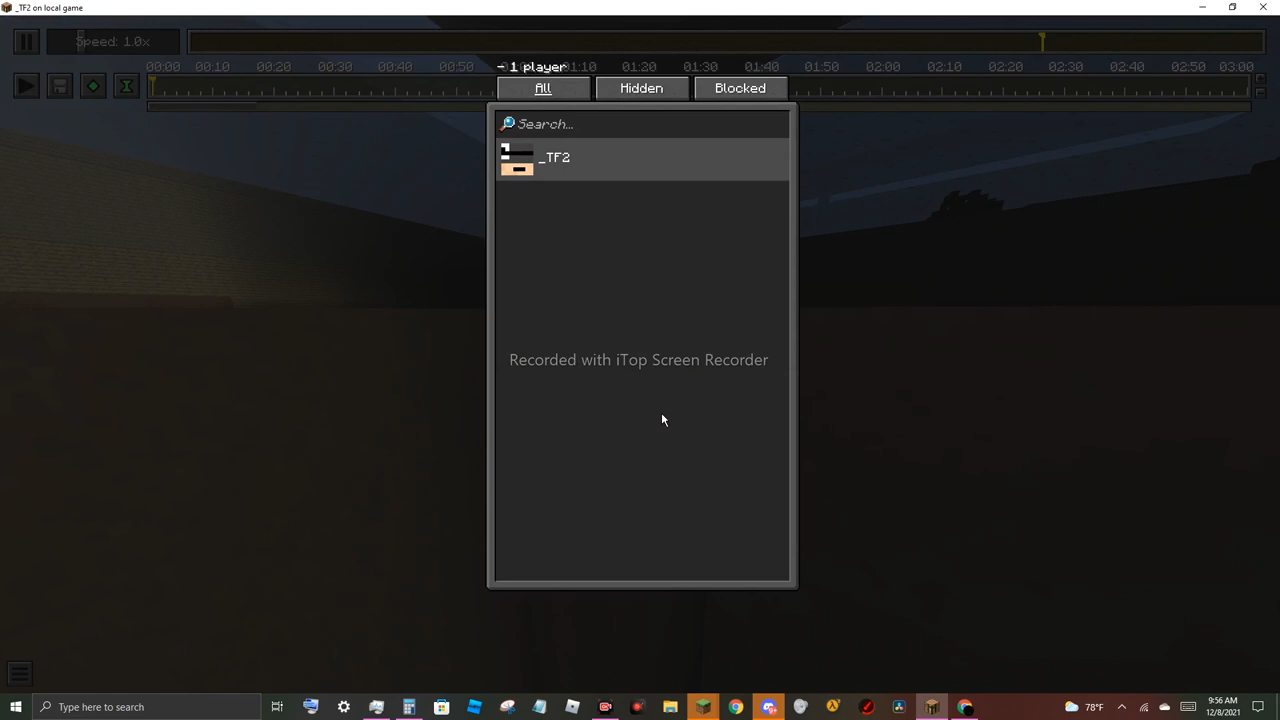 _TF2 on local game
Speed: 1.0x
- 1 player
00:00 00:10 00:20 00:30 00:40 00:50 01:10 01:20 01:30 01:40 02:00 02:10 02:20 02:30 02:40 02:50 03:00
All Hidden Blocked
Search...
_TF2
Recorded with iTop Screen Recorder
Type here to search
78°F
9:56 AM
12/8/2021